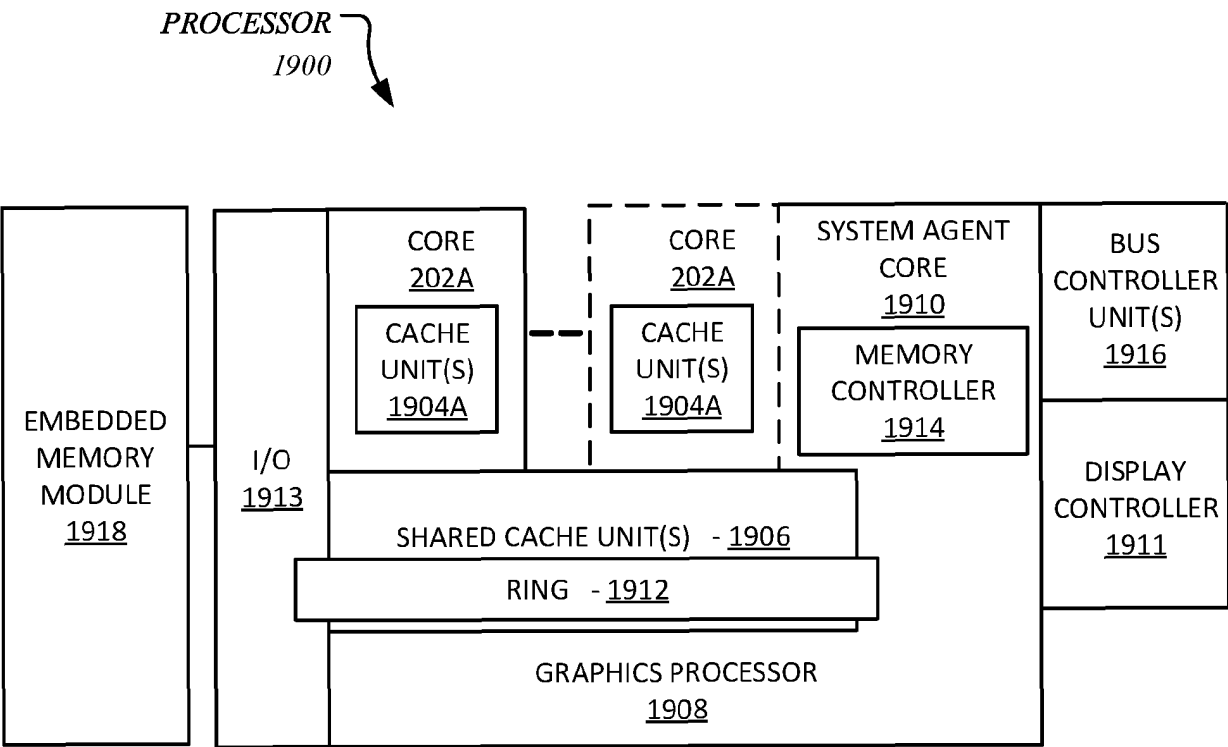 PROCESSOR
1900
EMBEDDED
MEMORY
MODULE
1918
I/O
1913
CORE
202A
CACHE
UNIT(S)
1904A
CORE
202A
CACHE
UNIT(S)
1904A
SYSTEM AGENT
CORE
1910
MEMORY
CONTROLLER
1914
BUS
CONTROLLER
UNIT(S)
1916
DISPLAY
CONTROLLER
1911
SHARED CACHE UNIT(S) - 1906
RING - 1912
GRAPHICS PROCESSOR
1908